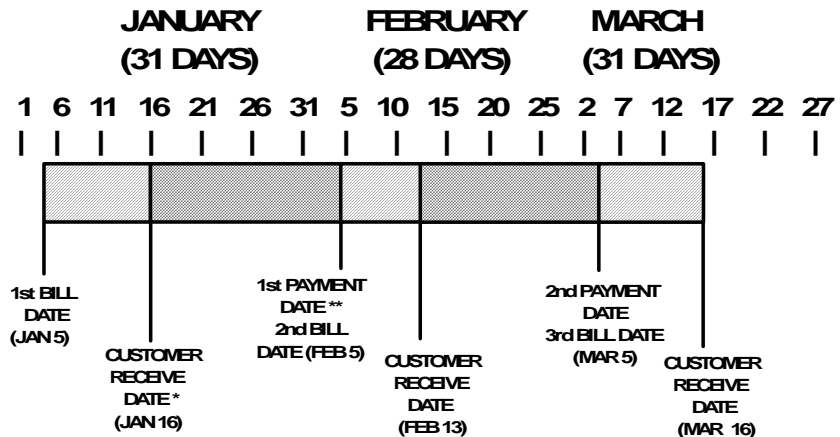 JANUARY FEBRUARY MARCH
(31 DAYS) (28 DAYS) (31 DAYS)
1 6 11 16 21 26 31 5 10 15 20 25 2 7 12 17 22 27
1st BILL
DATE
(JAN 5)
CUSTOMER
RECEIVE
DATE *
(JAN 16)
1st PAYMENT
DATE **
2nd BILL
DATE (FEB 5)
CUSTOMER
RECEIVE
DATE
(FEB 13)
2nd PAYMENT
DATE
3rd BILL DATE
(MAR 5)
CUSTOMER
RECEIVE
DATE
(MAR 16)